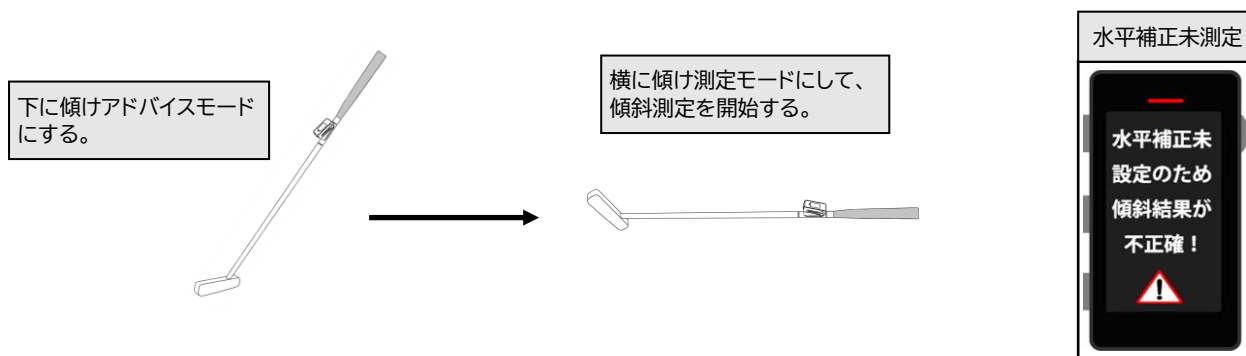 下に傾けアドバイスモード
にする。
横に傾け測定モードにして、
傾斜測定を開始する。
水平補正未測定
水平補正未
設定のため
傾斜結果が
不正確！